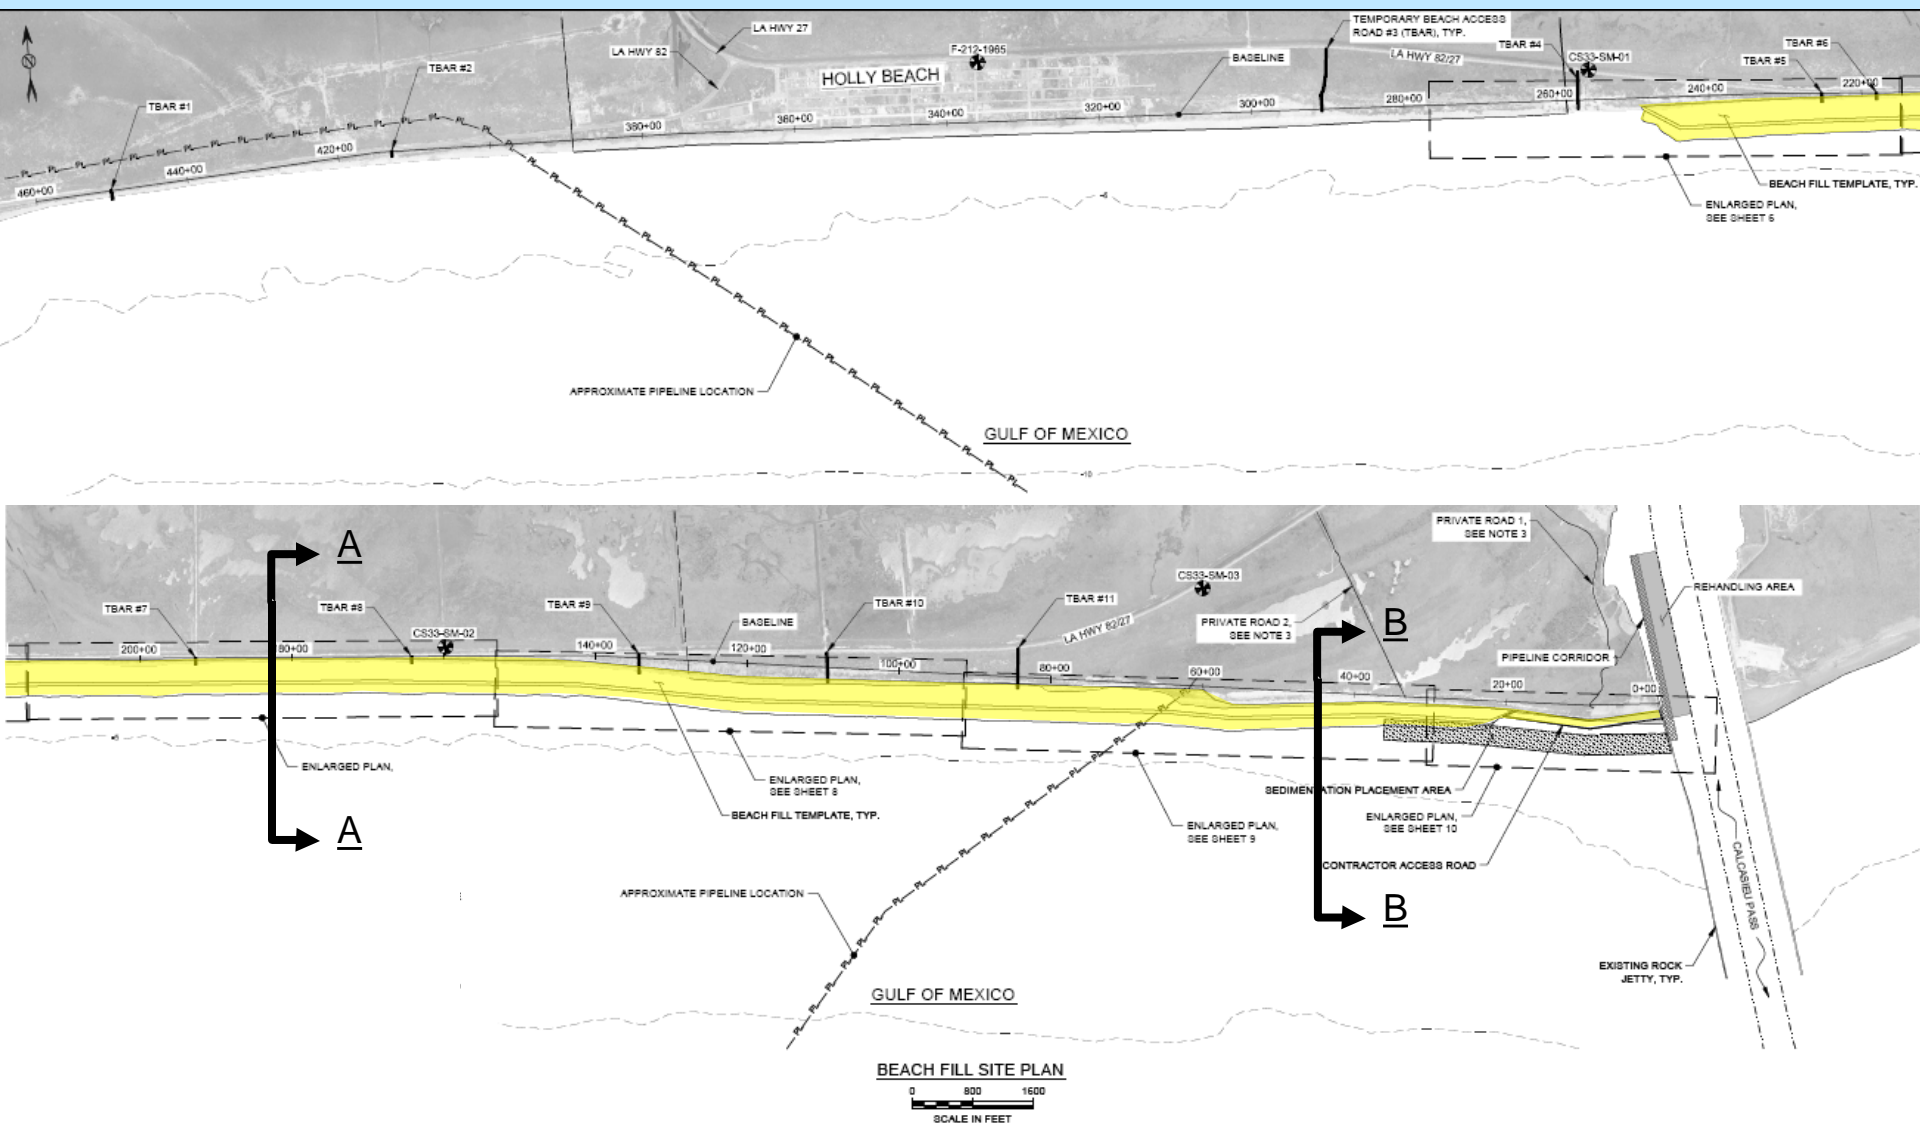 TEMPORARY BEACH ACCESS
ROAD #3 (TBAR), TYP.
LA HWY 27
LA HWY 82
F-212-1965
TBAR #4
TBAR #6
BASELINE
LA HWY 82/27
CS33-SM-01
TBAR #5
TBAR #2
HOLLY BEACH
TBAR #1
220+00
240+00
260+00
280+00
300+00
320+00
340+00
360+00
380+00
420+00
440+00
460+00
BEACH FILL TEMPLATE, TYP.
ENLARGED PLAN,
SEE SHEET 6
-5
APPROXIMATE PIPELINE LOCATION
GULF OF MEXICO
-10
PRIVATE ROAD 1,
SEE NOTE 3
A
CS33-SM-03
REHANDLING AREA
TBAR #7
TBAR #8
TBAR #9
TBAR #10
TBAR #11
CS33-SM-02
BASELINE
LA HWY 82/27
PRIVATE ROAD 2,
SEE NOTE 3
B
PIPELINE CORRIDOR
200+00
80+00
140+00
120+00
100+00
80+00
60+00
40+00
20+00
0+00
-5
ENLARGED PLAN,
ENLARGED PLAN,
SEE SHEET 8
BEACH FILL TEMPLATE, TYP.
SEDIMENTATION PLACEMENT AREA
ENLARGED PLAN,
SEE SHEET 9
ENLARGED PLAN,
SEE SHEET 10
A
CONTRACTOR ACCESS ROAD
CALCASIEU PASS
APPROXIMATE PIPELINE LOCATION
B
EXISTING ROCK
JETTY, TYP.
GULF OF MEXICO
BEACH FILL SITE PLAN
0 800 1600
SCALE IN FEET